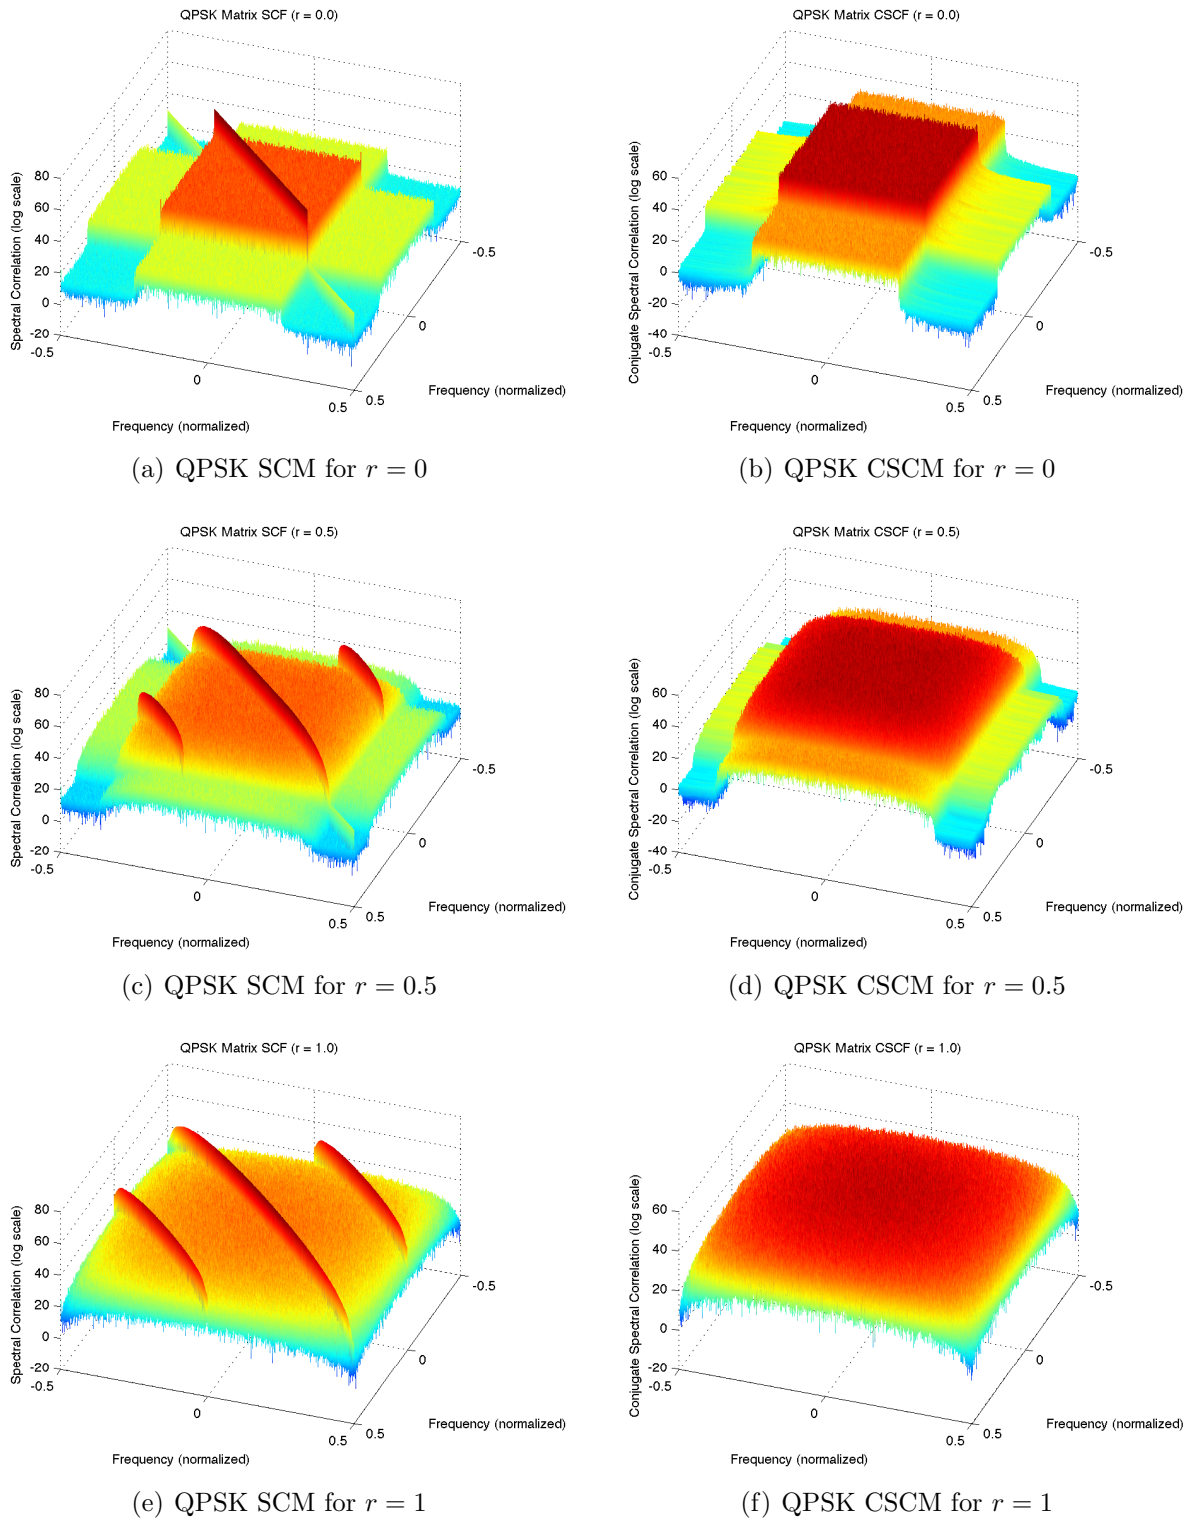 QPSK Matrix SCF (r = 0.0)
Spectral Correlation (log scale)
80
60
40
20
0
-20
-0.5
0
0.5
Frequency (normalized)
-0.5
0
0.5
Frequency (normalized)
(a) QPSK SCM for r = 0
QPSK Matrix CSCF (r = 0.0)
Conjugate Spectral Correlation (log scale)
60
40
20
0
-20
-40
-0.5
0
0.5
Frequency (normalized)
-0.5
0
0.5
Frequency (normalized)
(b) QPSK CSCM for r = 0
QPSK Matrix SCF (r = 0.5)
Spectral Correlation (log scale)
80
60
40
20
0
-20
-0.5
0
0.5
Frequency (normalized)
-0.5
0
0.5
Frequency (normalized)
(c) QPSK SCM for r = 0.5
QPSK Matrix CSCF (r = 0.5)
Conjugate Spectral Correlation (log scale)
60
40
20
0
-20
-40
-0.5
0
0.5
Frequency (normalized)
-0.5
0
0.5
Frequency (normalized)
(d) QPSK CSCM for r = 0.5
QPSK Matrix SCF (r = 1.0)
Spectral Correlation (log scale)
80
60
40
20
0
-20
-0.5
0
0.5
Frequency (normalized)
-0.5
0
0.5
Frequency (normalized)
(e) QPSK SCM for r = 1
QPSK Matrix CSCF (r = 1.0)
Conjugate Spectral Correlation (log scale)
60
40
20
0
-20
-0.5
0
0.5
Frequency (normalized)
-0.5
0
0.5
Frequency (normalized)
(f) QPSK CSCM for r = 1